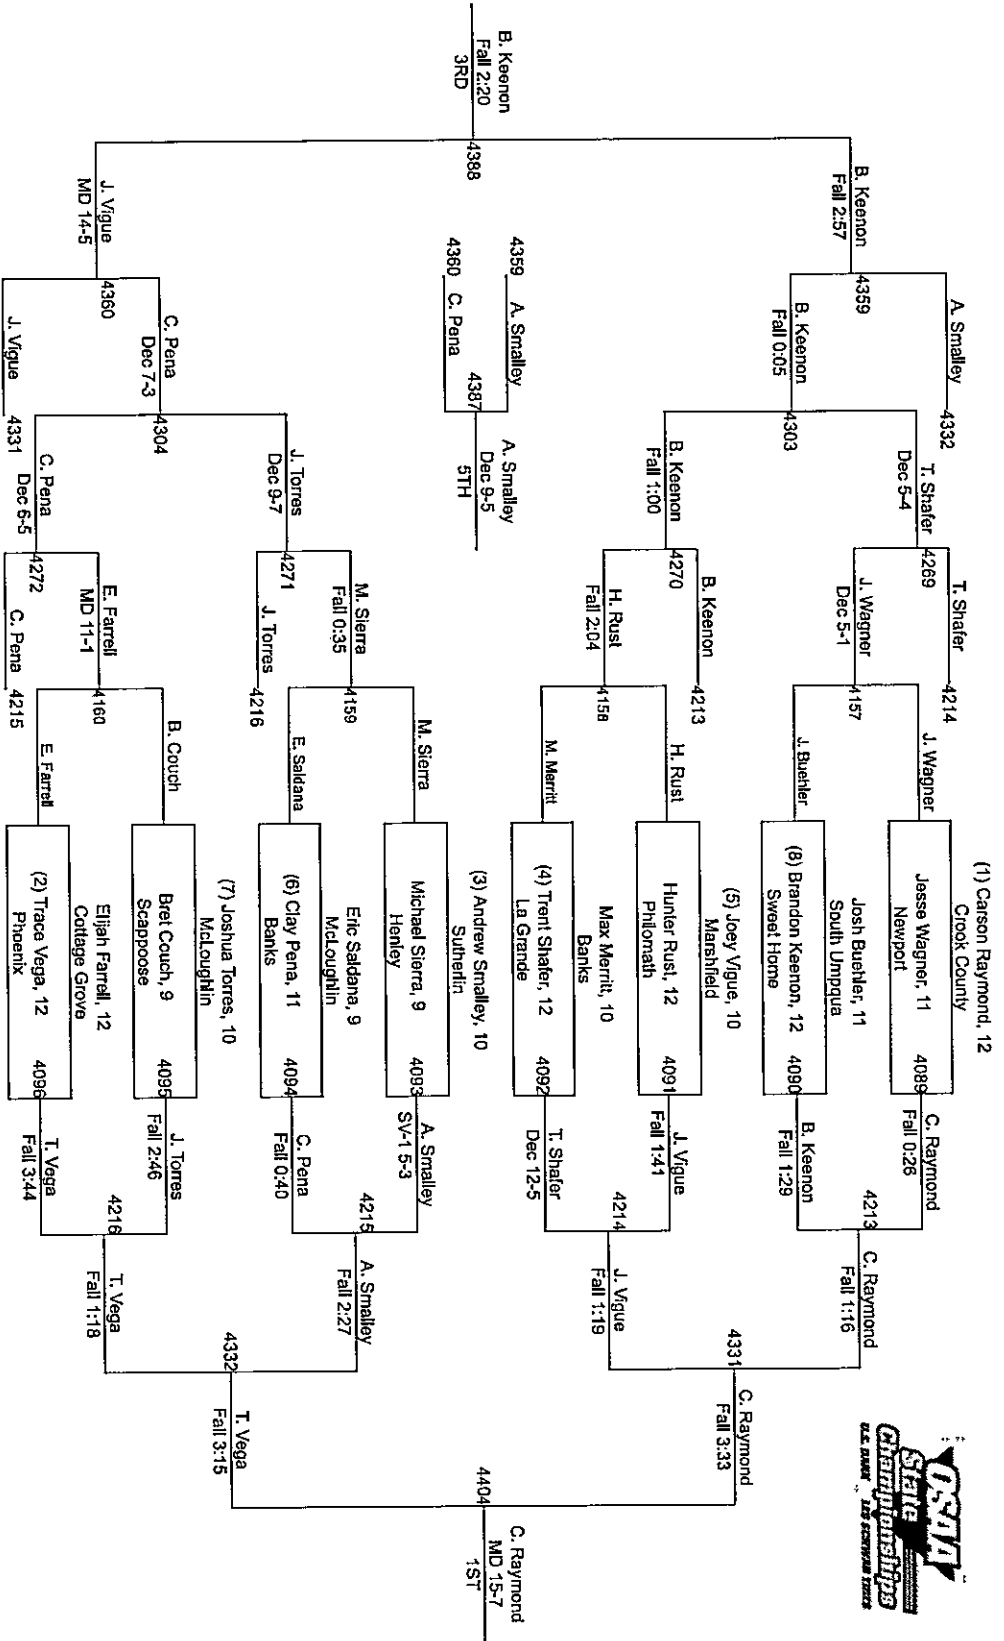 OSAA
State
Championships
U.S. BANK LES SCHWAB TIRES
(1) Carson Raymond, 12
Crook County
Jesse Wagner, 11
Newport
4089
Josh Buehler, 11
South Umpqua
(8) Brandon Keenon, 12
Sweet Home
4090
(5) Joey Vigue, 10
Marshfield
Hunter Rust, 12
Philomath
4091
Max Merritt, 10
Banks
(4) Trent Shafer, 12
La Grande
4092
(3) Andrew Smalley, 10
Sutherlin
Michael Sierra, 9
Henley
4093
Eric Saldana, 9
McLoughlin
(6) Clay Pena, 11
Banks
4094
(7) Joshua Torres, 10
McLoughlin
Bret Couch, 9
Scappoose
4095
Elijah Farrell, 12
Cottage Grove
(2) Trace Vega, 12
Phoenix
4096
C. Raymond
Fall 0:26
4213
B. Keenon
Fall 1:29
J. Vigue
Fall 1:41
4214
T. Shafer
Dec 12-5
A. Smalley
SV-1 5-3
4215
C. Pena
Fall 0:40
J. Torres
Fall 2:46
4216
T. Vega
Fall 3:44
C. Raymond
Fall 1:16
4331
J. Vigue
Fall 1:19
A. Smalley
Fall 2:27
4332
T. Vega
Fall 1:18
C. Raymond
Fall 3:33
4404
T. Vega
Fall 3:15
C. Raymond
MD 15-7
1ST
J. Wagner
4157
J. Buehler
H. Rust
4158
M. Merritt
M. Sierra
4159
E. Saldana
B. Couch
4160
E. Farrell
T. Shafer
4214
4269
J. Wagner
Dec 5-1
B. Keenon
4213
4270
H. Rust
Fall 2:04
M. Sierra
Fall 0:35
4271
J. Torres
4216
E. Farrell
MD 11-1
4272
C. Pena
4215
T. Shafer
Dec 5-4
4303
B. Keenon
Fall 1:00
J. Torres
Dec 9-7
4304
C. Pena
Dec 6-5
A. Smalley
4332
4359
B. Keenon
Fall 0:05
C. Pena
Dec 7-3
4360
J. Vigue
4331
B. Keenon
Fall 2:57
4388
J. Vigue
MD 14-5
B. Keenon
Fall 2:20
3RD
4359 A. Smalley
4387
4360 C. Pena
A. Smalley
Dec 9-5
5TH